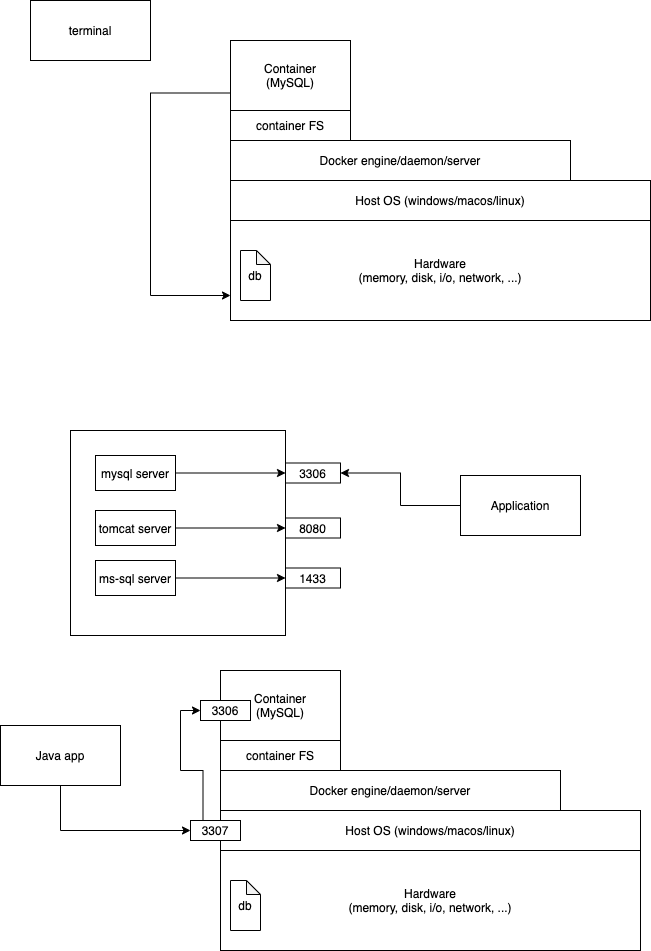 terminal
Container
(MySQL)
container FS
Docker engine/daemon/server
Host OS (windows/macos/linux)
db
Hardware
(memory, disk, i/o, network, ...)
mysql server
3306
Application
tomcat server
8080
ms-sql server
1433
3306
Container
(MySQL)
Java app
container FS
Docker engine/daemon/server
3307
Host OS (windows/macos/linux)
db
Hardware
(memory, disk, i/o, network, ...)